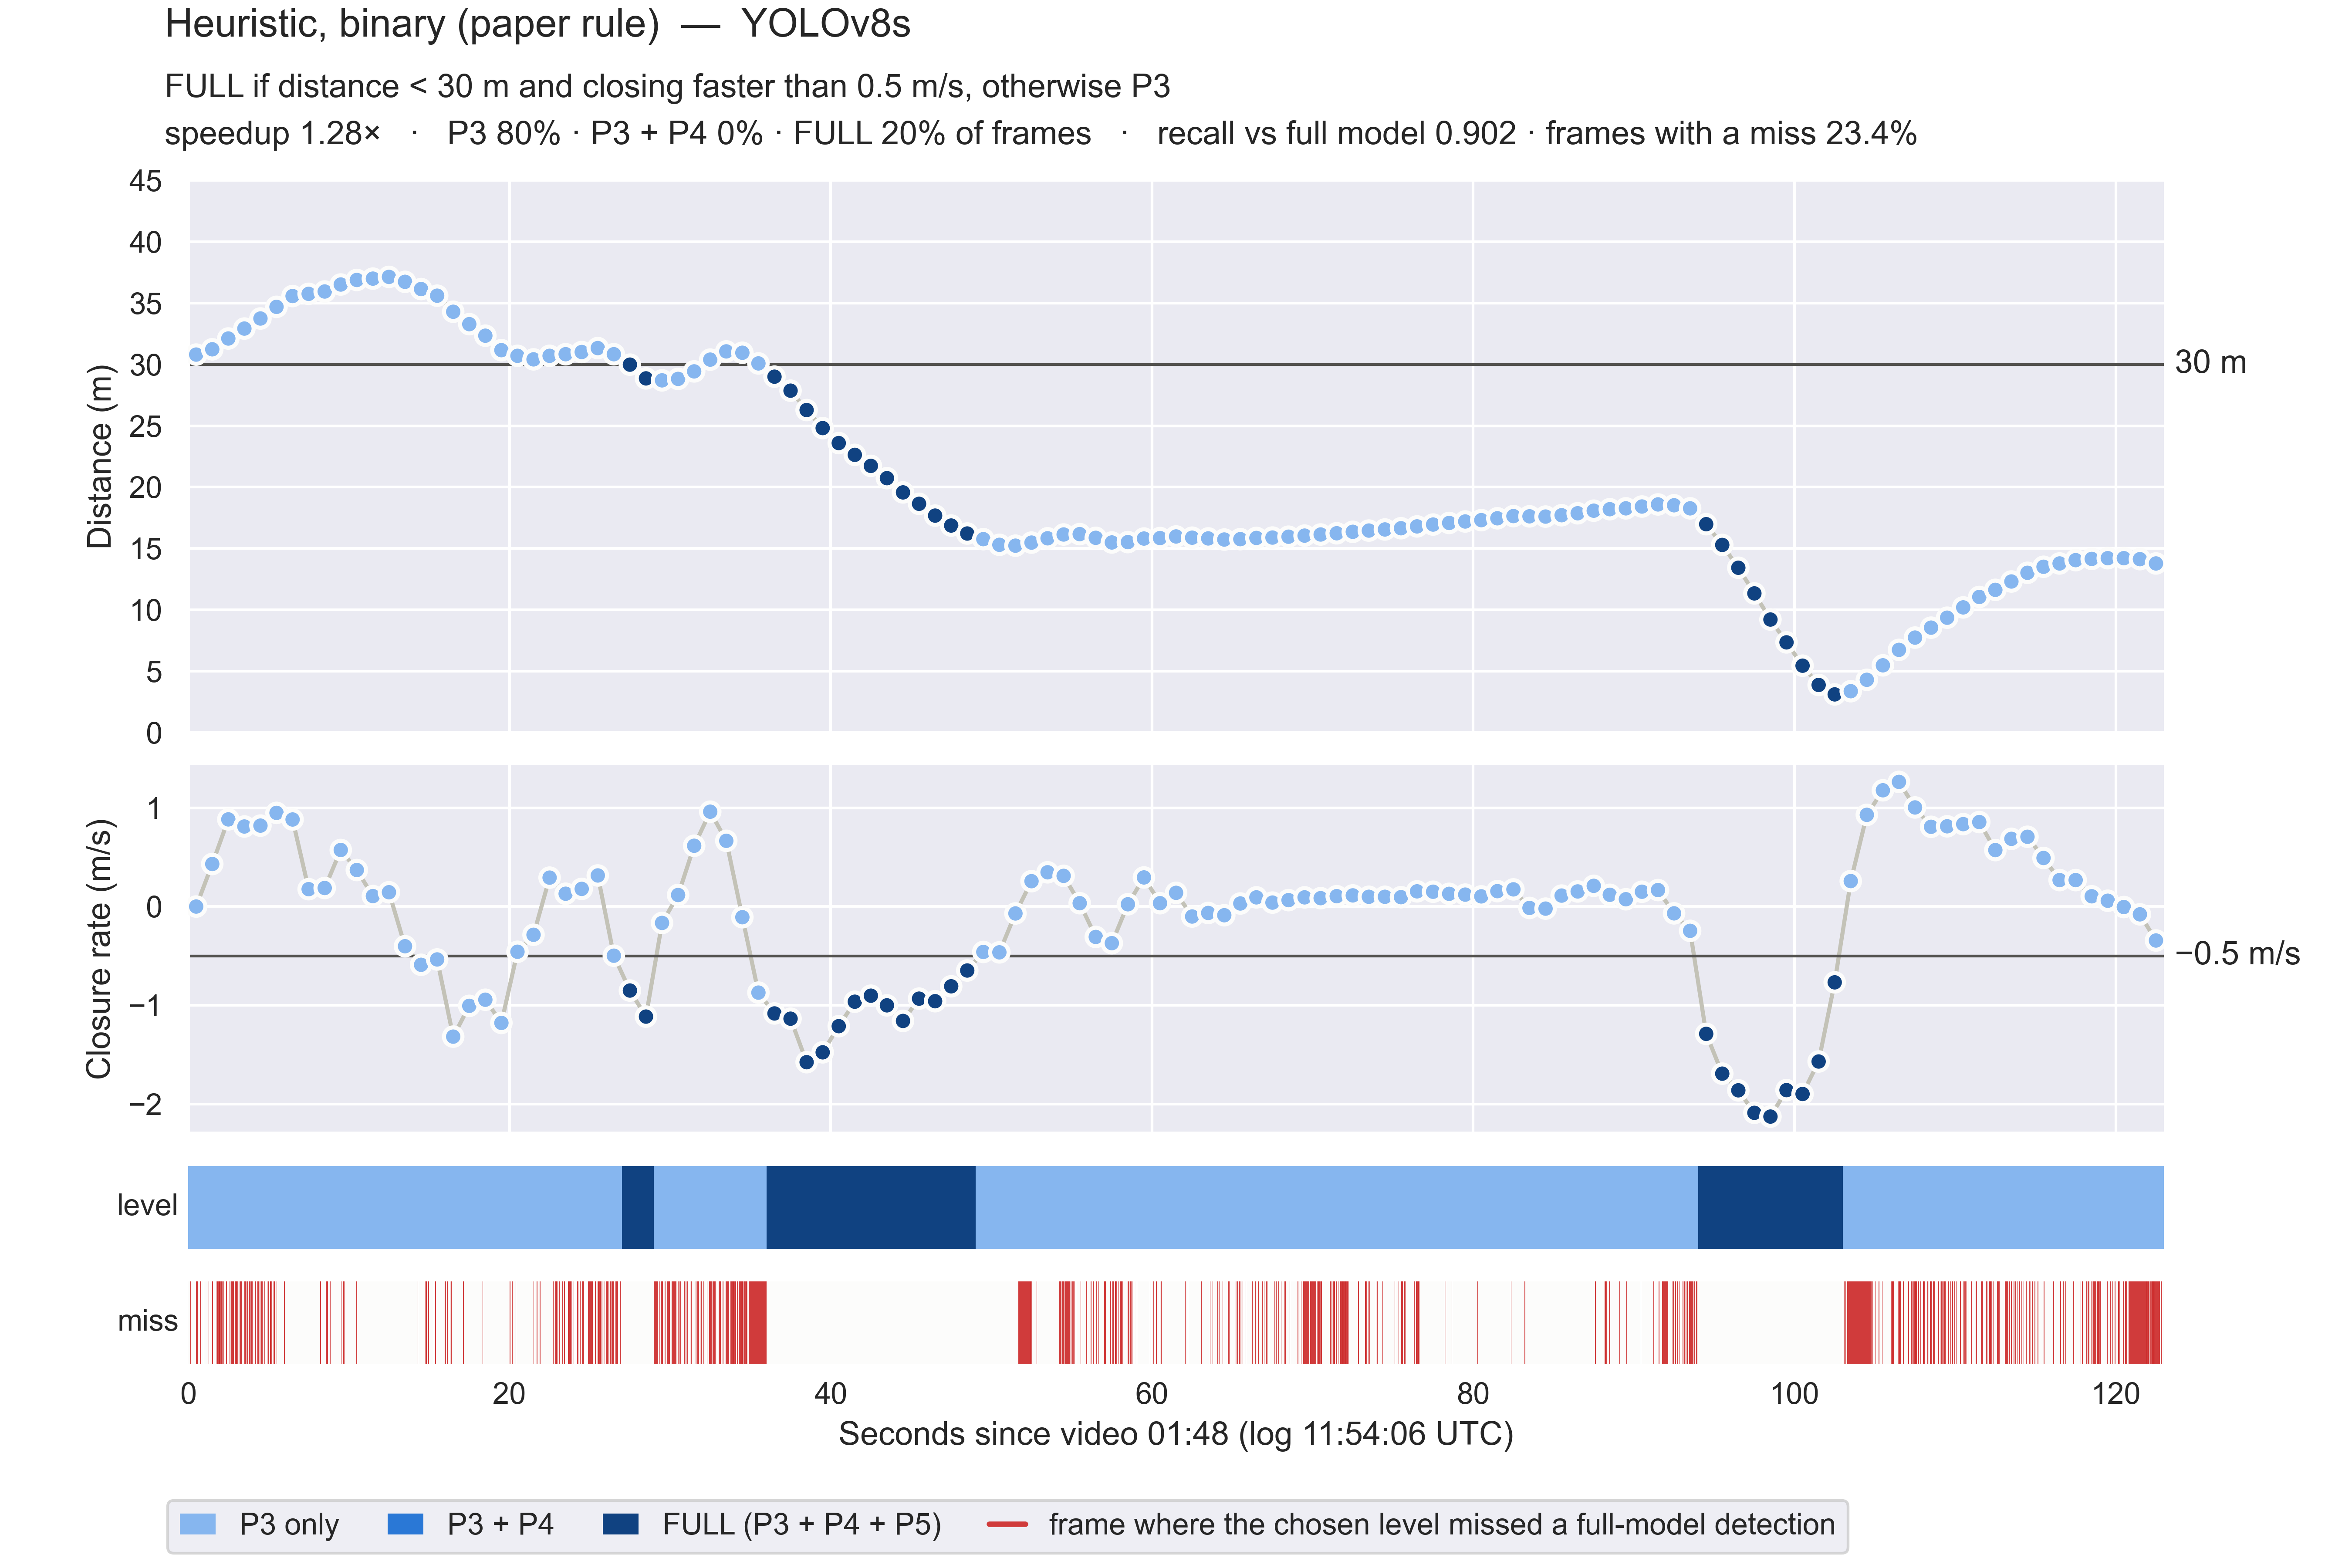 Heuristic, binary (paper rule) — YOLOv8s
FULL if distance < 30 m and closing faster than 0.5 m/s, otherwise P3
speedup 1.28× · P3 80% · P3 + P4 0% · FULL 20% of frames · recall vs full model 0.902 · frames with a miss 23.4%
45
40
35
30
25
20
15
10
5
0
Distance (m)
30 m
1
0
−1
−2
Closure rate (m/s)
−0.5 m/s
level
miss
0 20 40 60 80 100 120
Seconds since video 01:48 (log 11:54:06 UTC)
P3 only P3 + P4 FULL (P3 + P4 + P5) frame where the chosen level missed a full-model detection